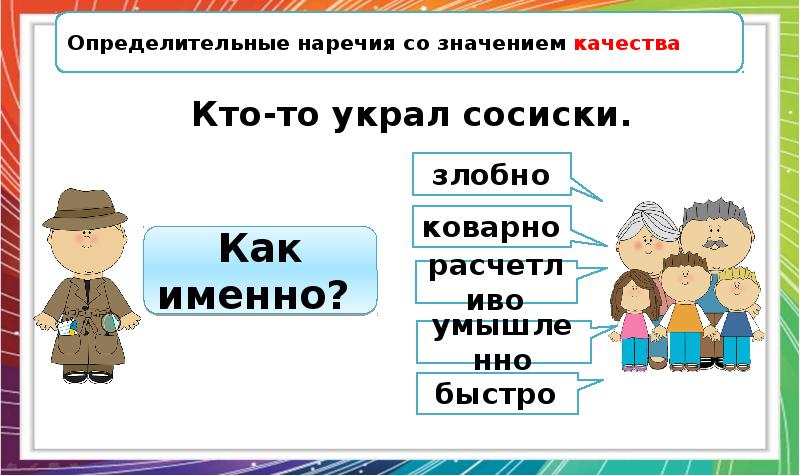 Определительные наречия со значением качества
Кто-то украл сосиски.
Как
именно?
злобно
коварно
расчетл
иво
умышле
нно
быстро